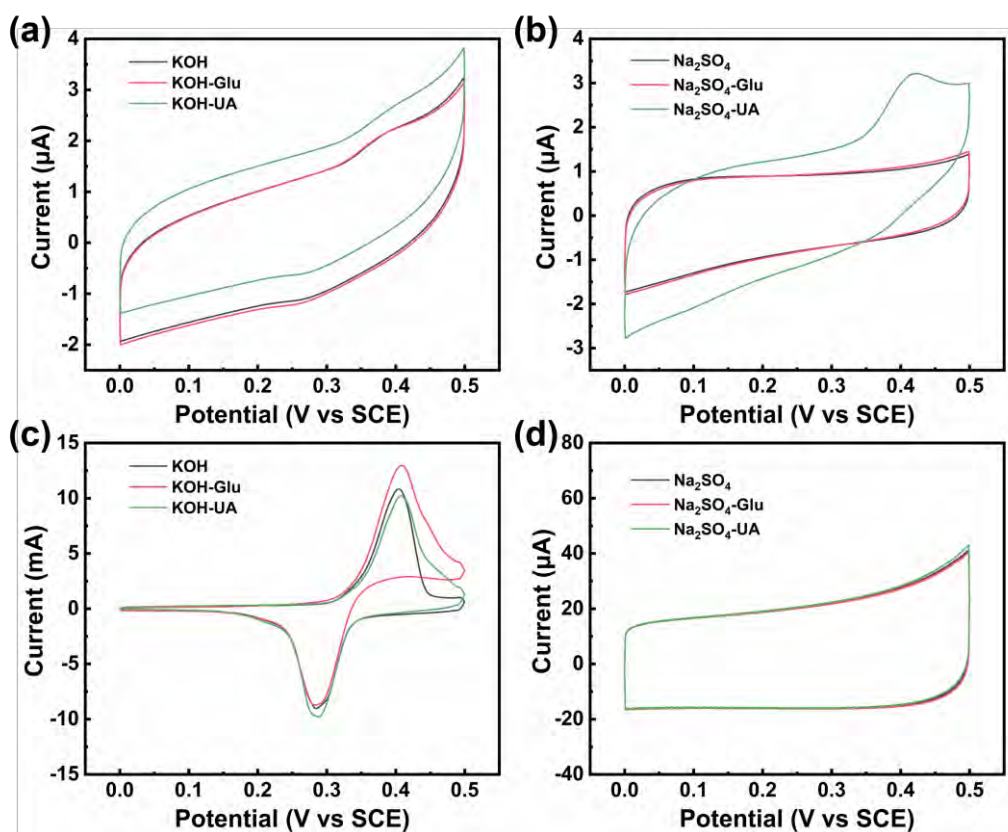 (a)
KOH
KOH-Glu
KOH-UA
4
3
2
1
0
-1
-2
Current (μA)
0.0 0.1 0.2 0.3 0.4 0.5
Potential (V vs SCE)
(b)
Na₂SO₄
Na₂SO₄-Glu
Na₂SO₄-UA
4
3
2
1
0
-1
-2
-3
Current (μA)
0.0 0.1 0.2 0.3 0.4 0.5
Potential (V vs SCE)
(c)
KOH
KOH-Glu
KOH-UA
15
10
5
0
-5
-10
-15
Current (mA)
0.0 0.1 0.2 0.3 0.4 0.5
Potential (V vs SCE)
(d)
Na₂SO₄
Na₂SO₄-Glu
Na₂SO₄-UA
80
60
40
20
0
-20
-40
Current (μA)
0.0 0.1 0.2 0.3 0.4 0.5
Potential (V vs SCE)